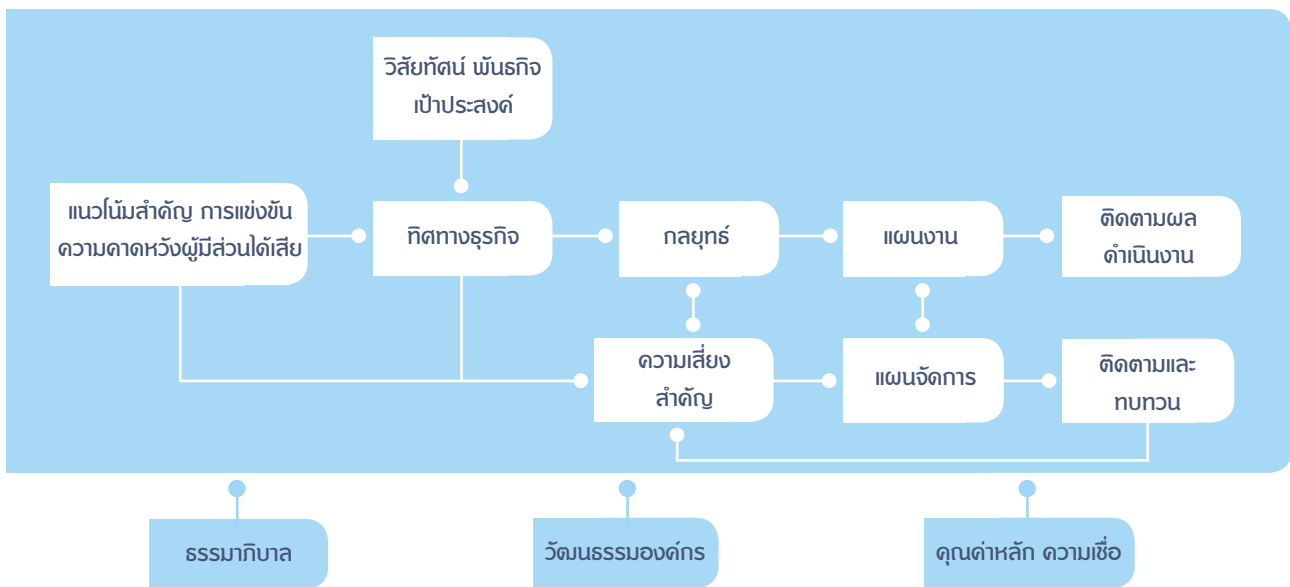 วิสัยทัศน์ พันธกิจ
เป้าประสงค์
แนวโน้มสำคัญ การแข่งขัน
ความคาดหวังผู้มีส่วนได้เสีย
ทิศทางธุรกิจ
กลยุทธ์
แผนงาน
ติดตามผล
ดำเนินงาน
ความเสี่ยง
สำคัญ
แผนจัดการ
ติดตามและ
ทบทวน
ธรรมาภิบาล
วัฒนธรรมองค์กร
คุณค่าหลัก ความเชื่อ